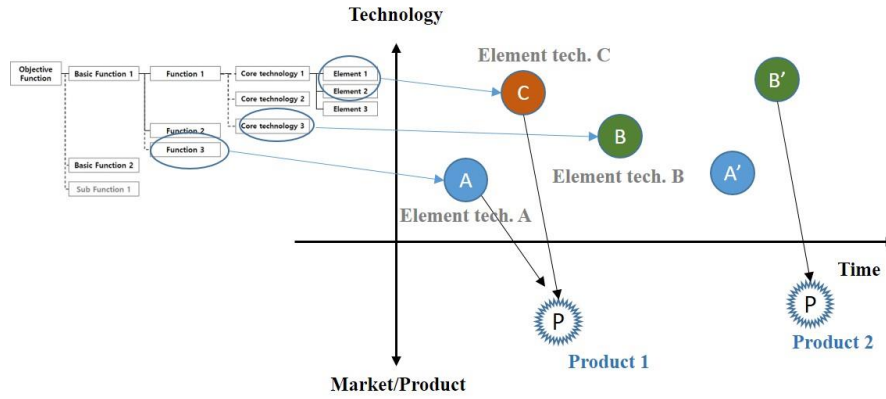 Technology
Objective
Function
Basic Function 1
Function 1
Core technology 1
Element 1
Element 2
Element 3
Core technology 2
Core technology 3
Function 2
Function 3
Basic Function 2
Sub Function 1
Element tech. C
C
B'
B
Element tech. B
A
A'
Element tech. A
Time
P
P
Product 1
Product 2
Market/Product